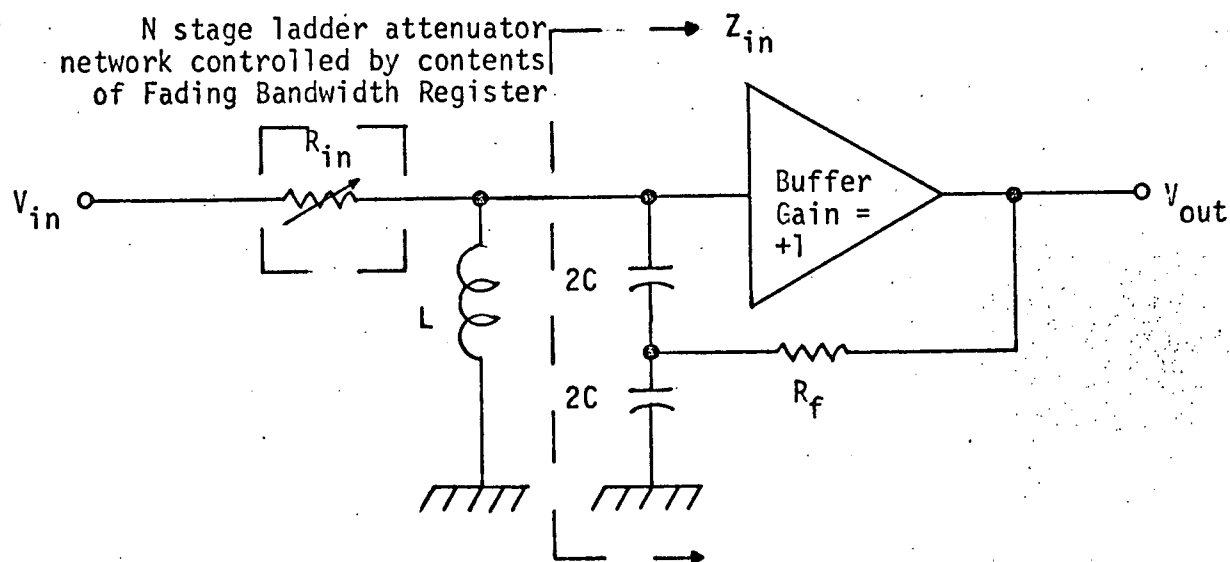 N stage ladder attenuator
network controlled by contents
of Fading Bandwidth Register
Z_in
R_in
V_in
Buffer
Gain =
+1
V_out
2C
L
2C
R_f